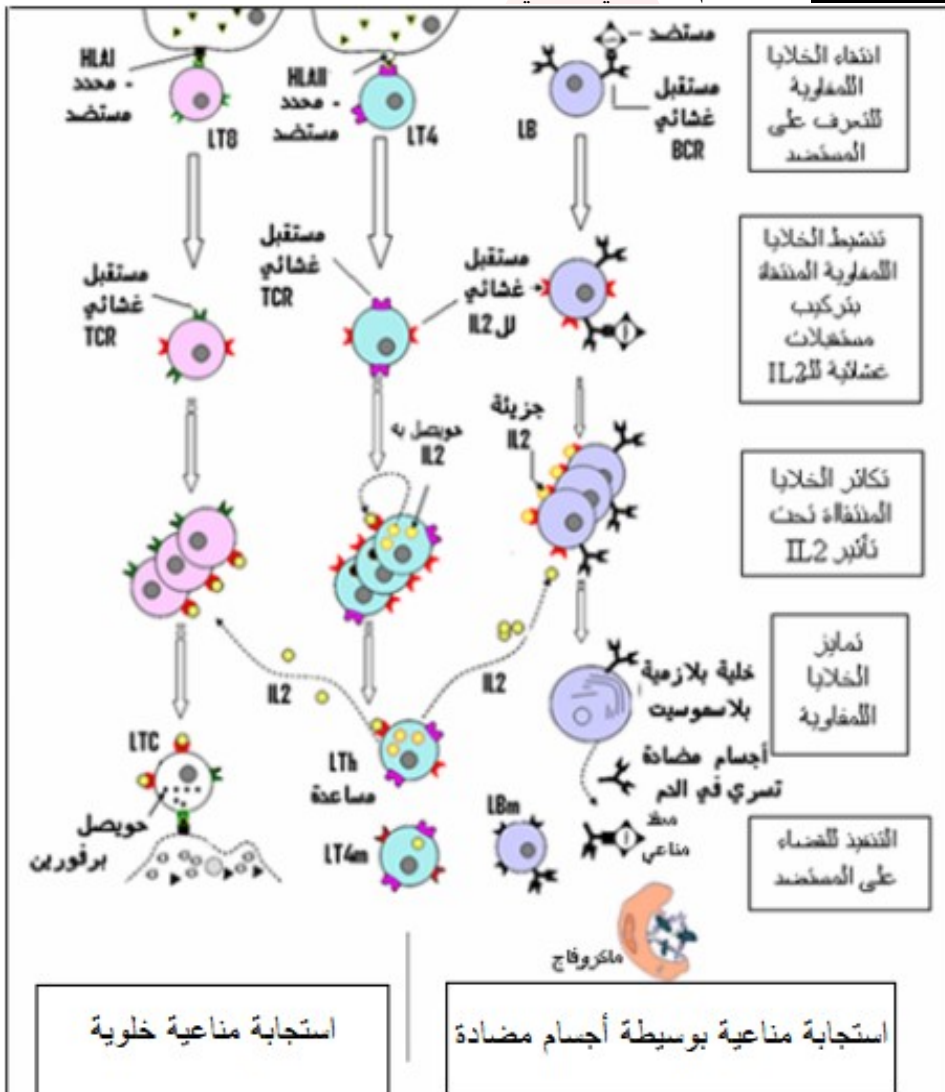 HLAI
- محدد
مستضد
LT8
HLAII
- محدد
مستضد
LT4
مستضد
مستقبل
غشائي
BCR
LB
انتقاء الخلايا
اللمفاوية
للتعرف على
المستضد
مستقبل
غشائي
TCR
مستقبل
غشائي
TCR
مستقبل
غشائي
لل IL2
تنشيط الخلايا
اللمفاوية المنتقاة
بتركيب
مستقبلات
غشائية للIL2
حويصل به
IL2
جزيئة
IL2
تكاثر الخلايا
المنتقااة تحت
تأثير IL2
IL2
IL2
خلية بلازمية
بلاسموسيت
تمايز
الخلايا
اللمفاوية
LTC
حويصل
برفورين
LTh
مساعدة
LT4m
أجسام مضادة
تسري في الدم
LBm
معقد
مناعي
ماكروفاج
التنفيذ للقضاء
على المستضد
استجابة مناعية بوسيطة أجسام مضادة
استجابة مناعية خلوية